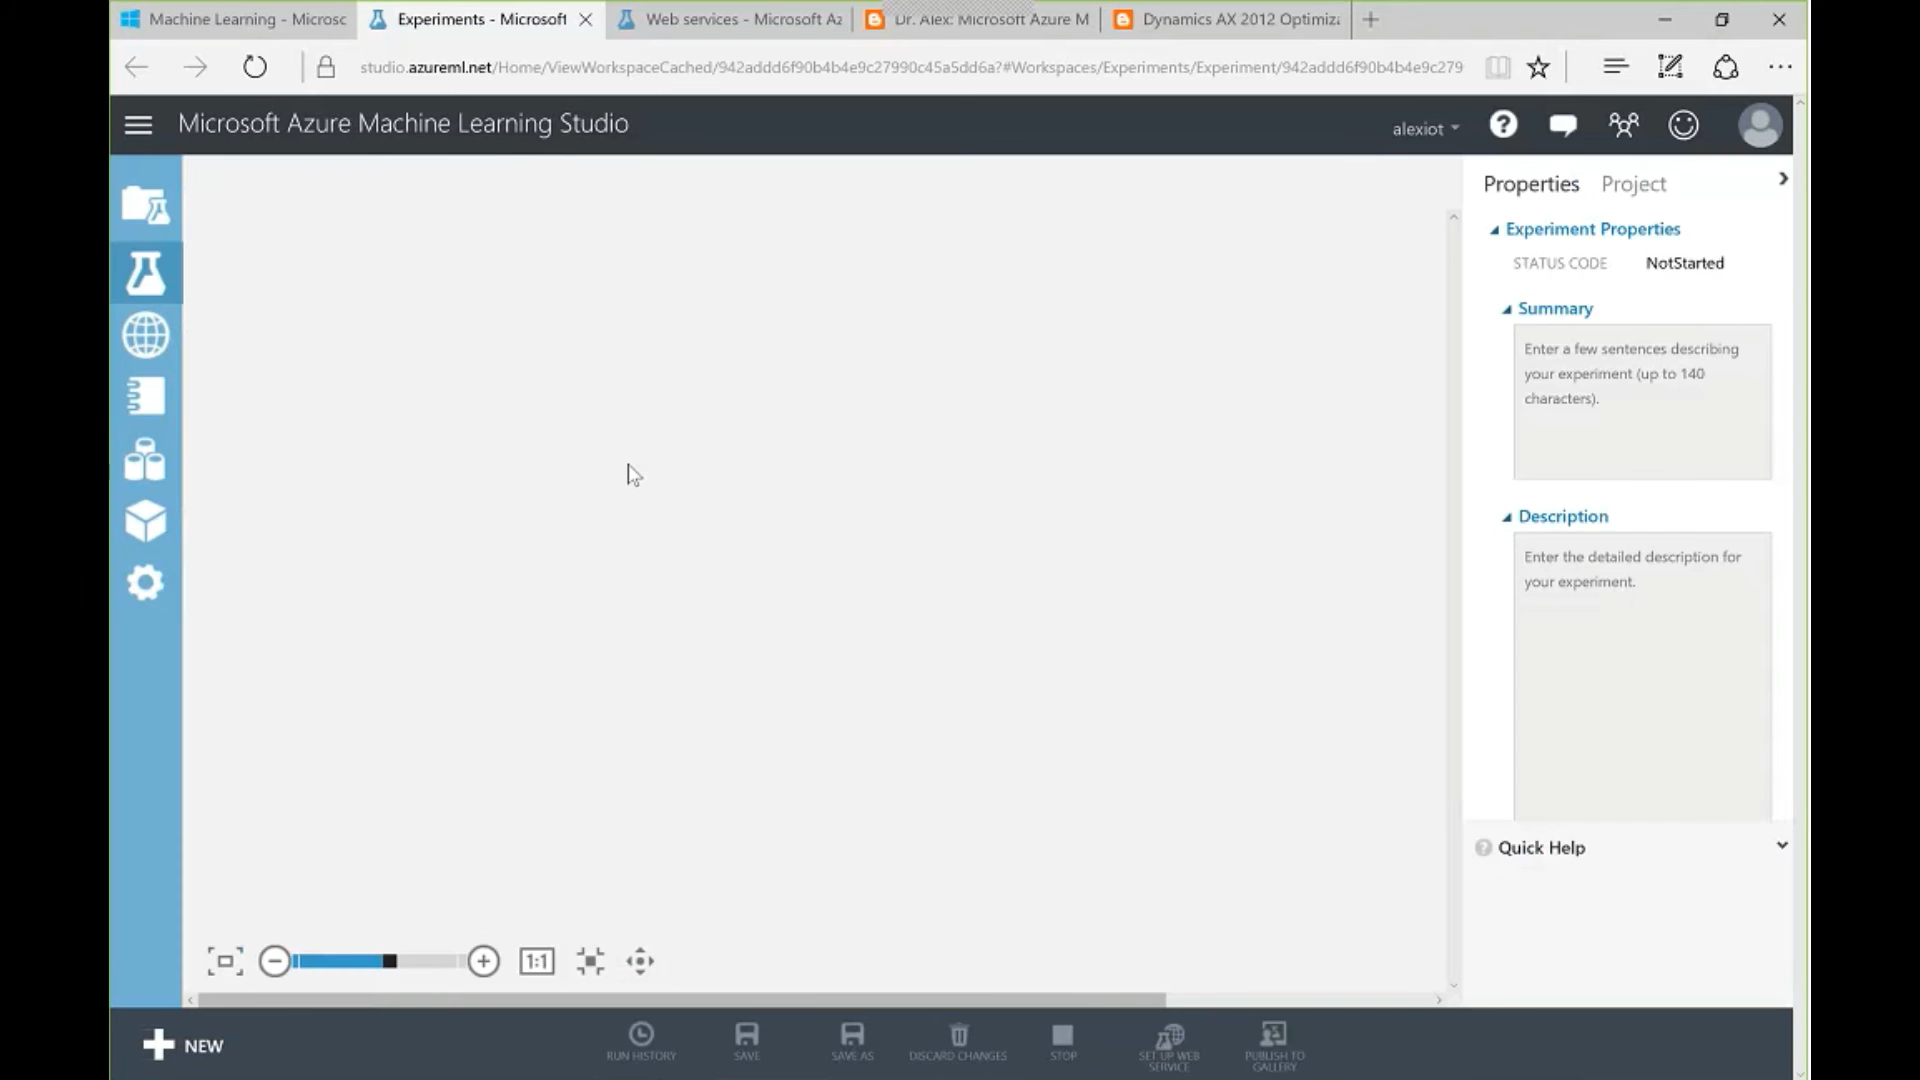 Machine Learning - Microsc
Experiments - Microsoft
Web services - Microsoft Az
Dr. Alex: Microsoft Azure M
Dynamics AX 2012 Optimiza
studio.azureml.net/Home/ViewWorkspaceCached/942addd6f90b4b4e9c27990c45a5dd6a?#Workspaces/Experiments/Experiment/942addd6f90b4b4e9c279
Microsoft Azure Machine Learning Studio
alexiot
Properties
Project
Experiment Properties
STATUS CODE NotStarted
Summary
Enter a few sentences describing
your experiment (up to 140
characters).
Description
Enter the detailed description for
your experiment.
Quick Help
1:1
NEW
RUN HISTORY
SAVE
SAVE AS
DISCARD CHANGES
STOP
SET UP WEB
SERVICE
PUBLISH TO
GALLERY